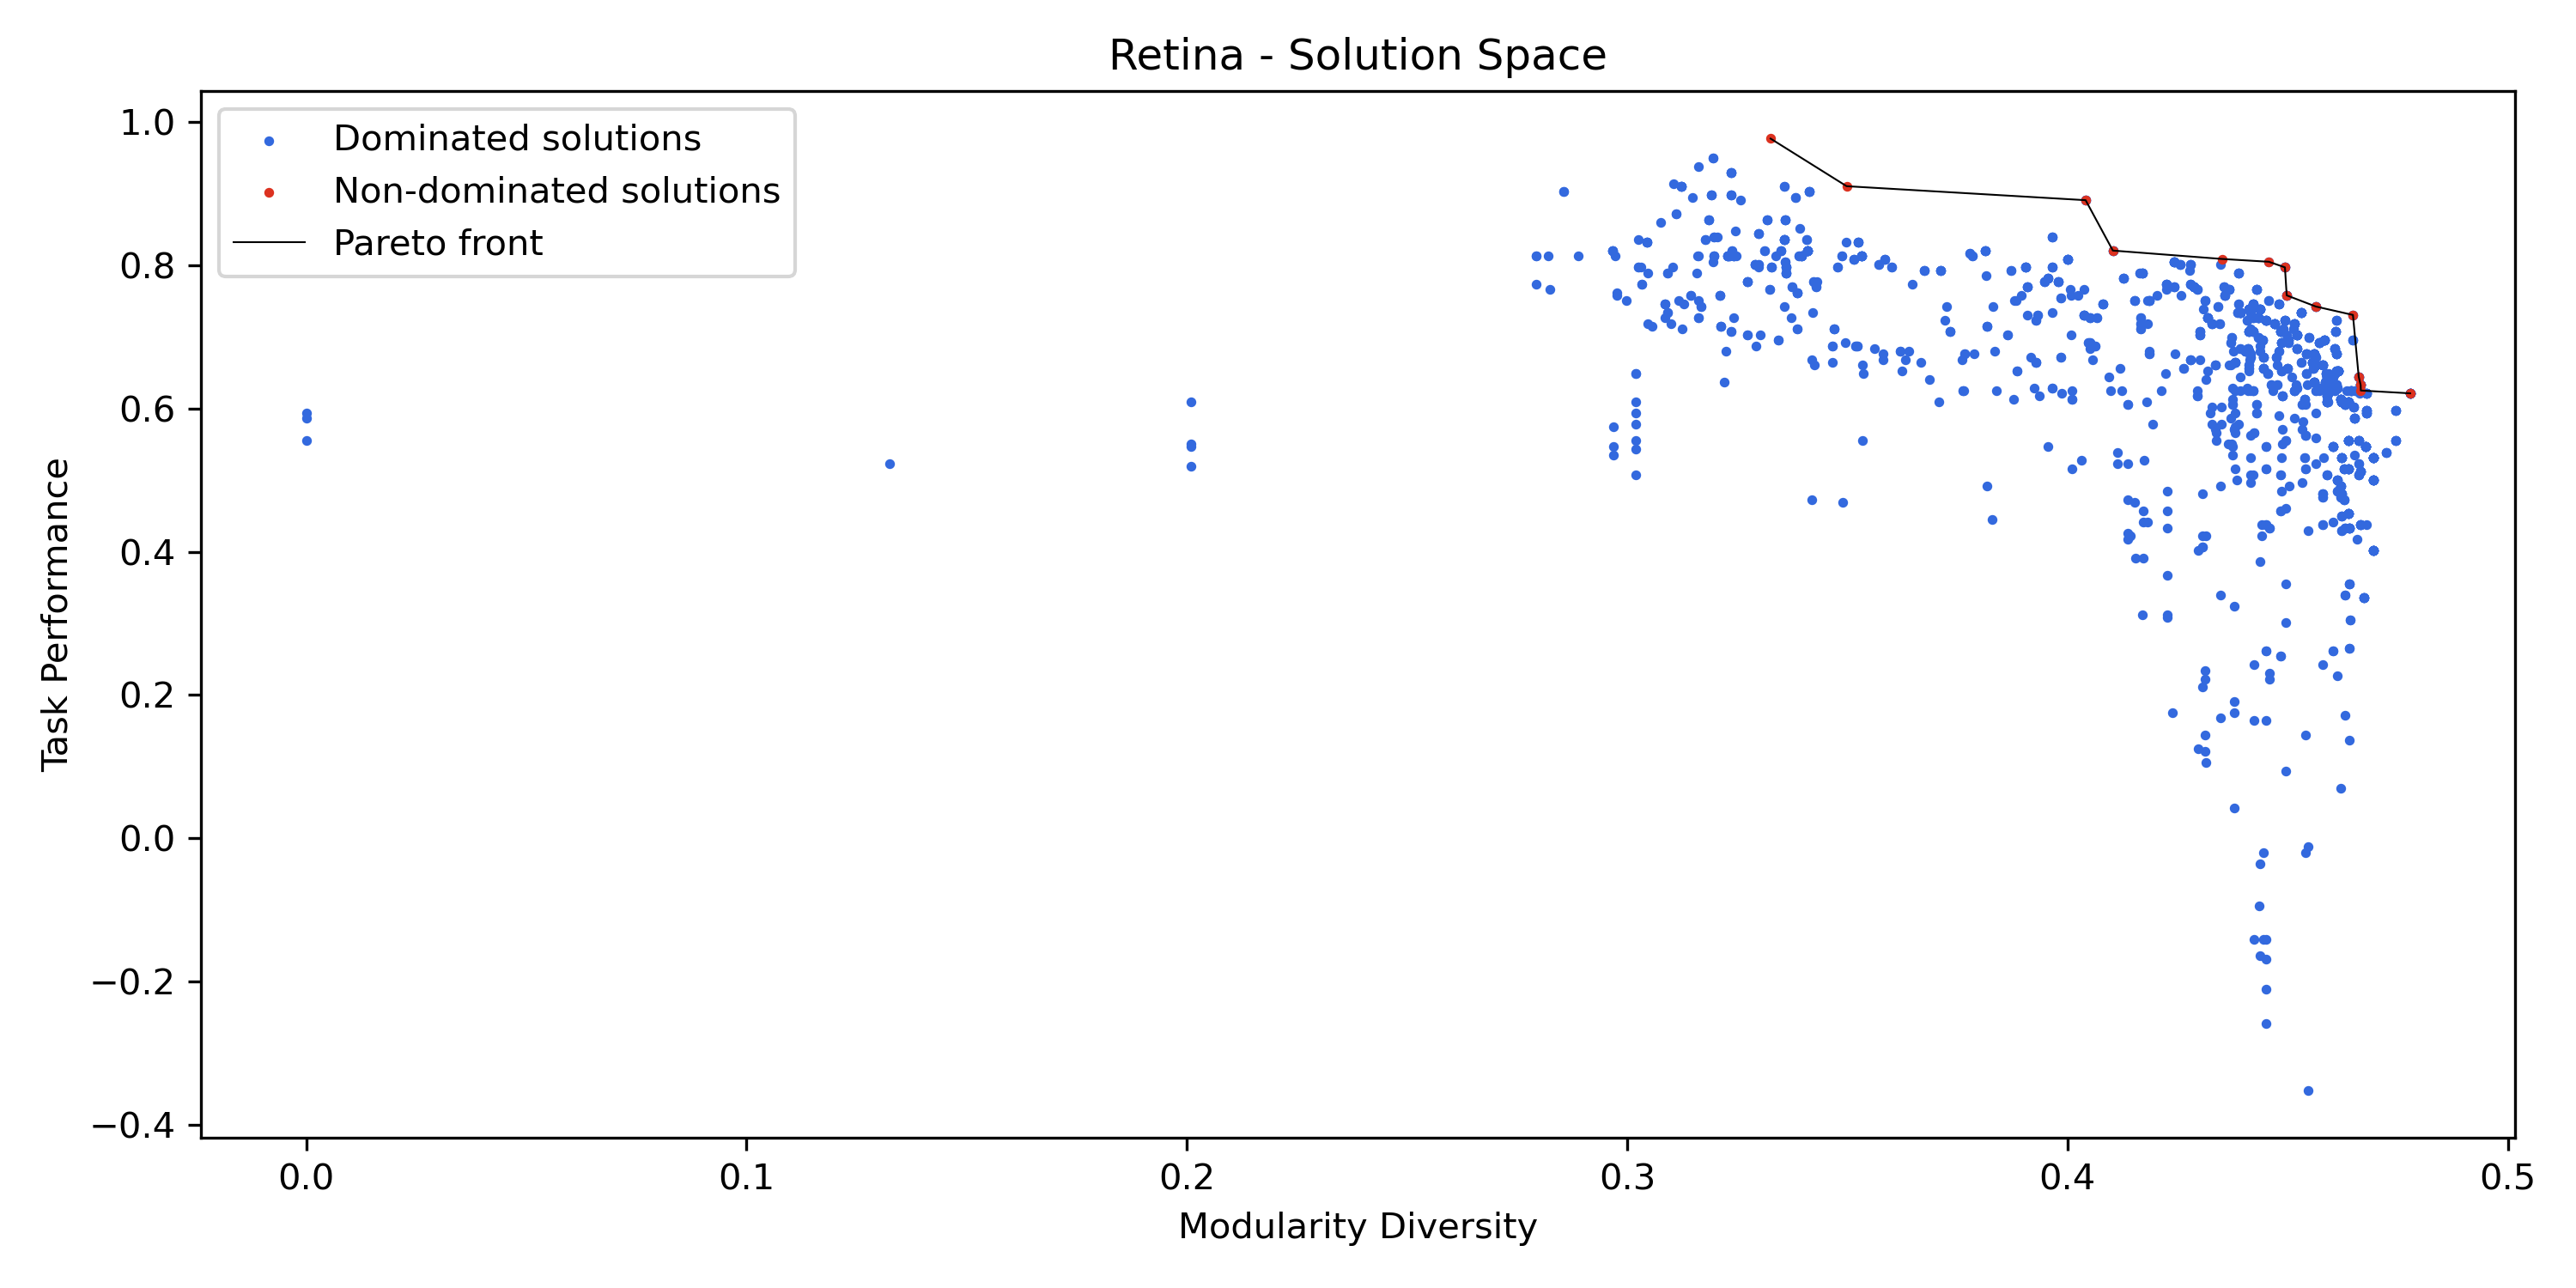 Retina - Solution Space
Dominated solutions
Non-dominated solutions
Pareto front
Task Performance
1.0
0.8
0.6
0.4
0.2
0.0
−0.2
−0.4
0.0 0.1 0.2 0.3 0.4 0.5
Modularity Diversity